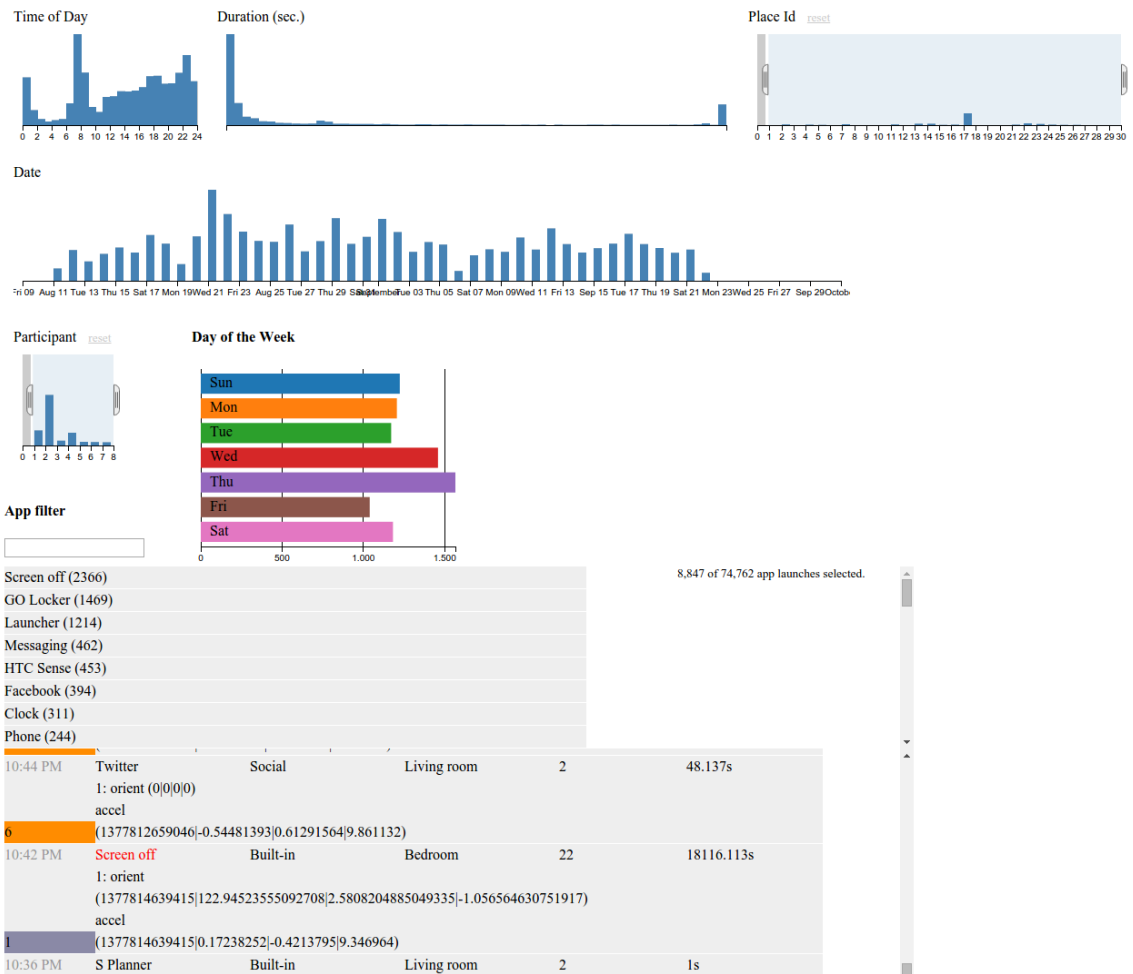 Time of Day
Duration (sec.)
Place Id reset
0 2 4 6 8 10 12 14 16 18 20 22 24
0 1 2 3 4 5 6 7 8 9 10 11 12 13 14 15 16 17 18 19 20 21 22 23 24 25 26 27 28 29 30
Date
Fri 09 Aug 11 Tue 13 Thu 15 Sat 17 Mon 19 Wed 21 Fri 23 Aug 25 Tue 27 Thu 29 Tue 03 Thu 05 Sat 07 Mon 09 Wed 11 Fri 13 Sep 15 Tue 17 Thu 19 Sat 21 Mon 23 Wed 25 Fri 27 Sep 29 Octob
Participant reset
Day of the Week
Sun
Mon
Tue
Wed
Thu
Fri
Sat
0 1 2 3 4 5 6 7 8
0 500 1.000 1.500
App filter
8,847 of 74,762 app launches selected.
Screen off (2366)
GO Locker (1469)
Launcher (1214)
Messaging (462)
HTC Sense (453)
Facebook (394)
Clock (311)
Phone (244)
10:44 PM Twitter Social Living room 2 48.137s
1: orient (0|0|0|0)
accel
6 (1377812659046|-0.54481393|0.61291564|9.861132)
10:42 PM Screen off Built-in Bedroom 22 18116.113s
1: orient
(1377814639415|122.94523555092708|2.5808204885049335|-1.056564630751917)
accel
1 (1377814639415|0.17238252|-0.4213795|9.346964)
10:36 PM S Planner Built-in Living room 2 1s